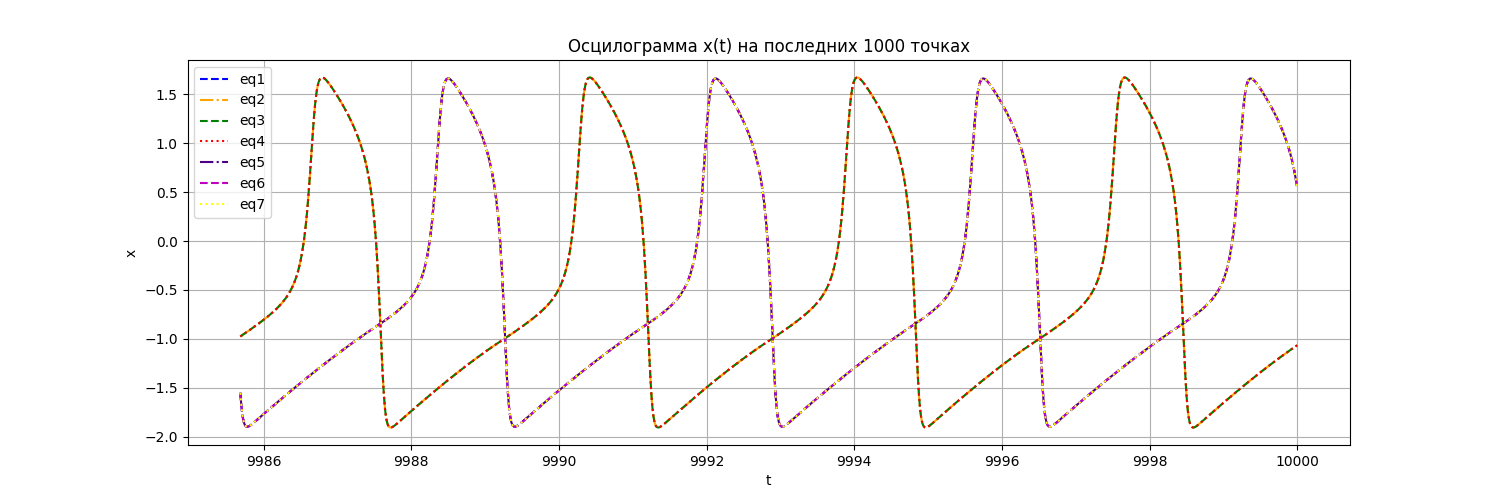 Осцилограмма x(t) на последних 1000 точках
eq1
eq2
eq3
eq4
eq5
eq6
eq7
x
1.5
1.0
0.5
0.0
−0.5
−1.0
−1.5
−2.0
9986
9988
9990
9992
9994
9996
9998
10000
t